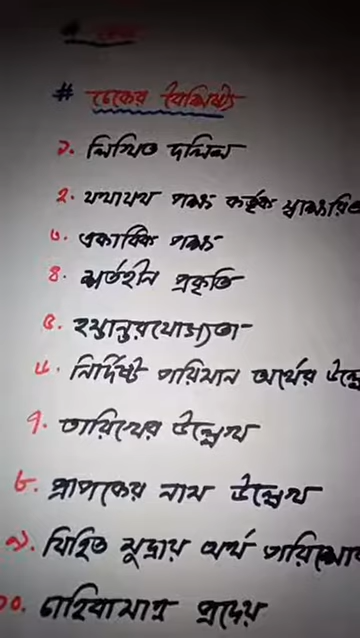 # চেকের বৈশিষ্ট্য
১. লিখিত দলিল
২. যথাযথ পক্ষ কর্তৃক স্বাক্ষরিত
৩. একাধিক পক্ষ
৪. শর্তহীন প্রকৃতি
৫. হস্তান্তরযোগ্যতা
৬. নির্দিষ্ট পরিমান অর্থের উল্লে
৭. তারিখের উল্লেখ
৮. প্রাপকের নাম উল্লেখ
৯. বিহিত মুদ্রায় অর্থ পরিশো
১০. চাহিবামাত্র প্রদেয়